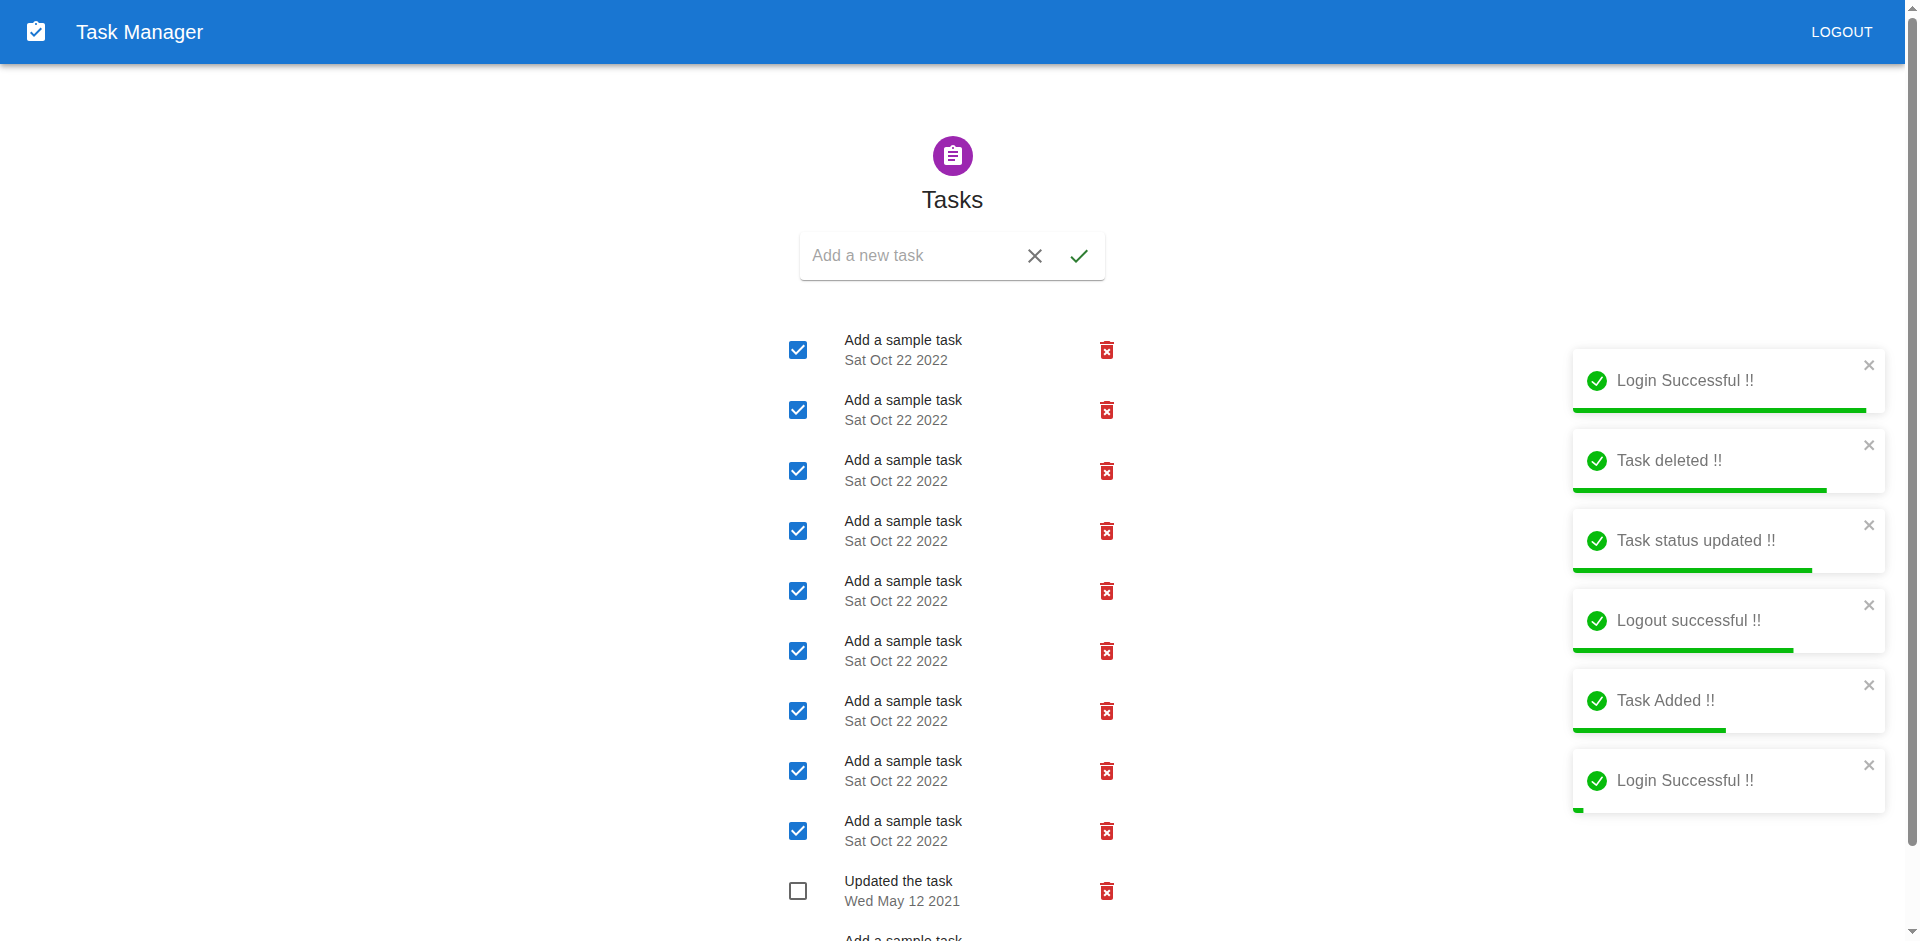 Task Manager
LOGOUT
Tasks
Add a new task
Add a sample task
Sat Oct 22 2022
Add a sample task
Sat Oct 22 2022
Add a sample task
Sat Oct 22 2022
Add a sample task
Sat Oct 22 2022
Add a sample task
Sat Oct 22 2022
Add a sample task
Sat Oct 22 2022
Add a sample task
Sat Oct 22 2022
Add a sample task
Sat Oct 22 2022
Add a sample task
Sat Oct 22 2022
Updated the task
Wed May 12 2021
Add a sample task
Login Successful !!
Task deleted !!
Task status updated !!
Logout successful !!
Task Added !!
Login Successful !!